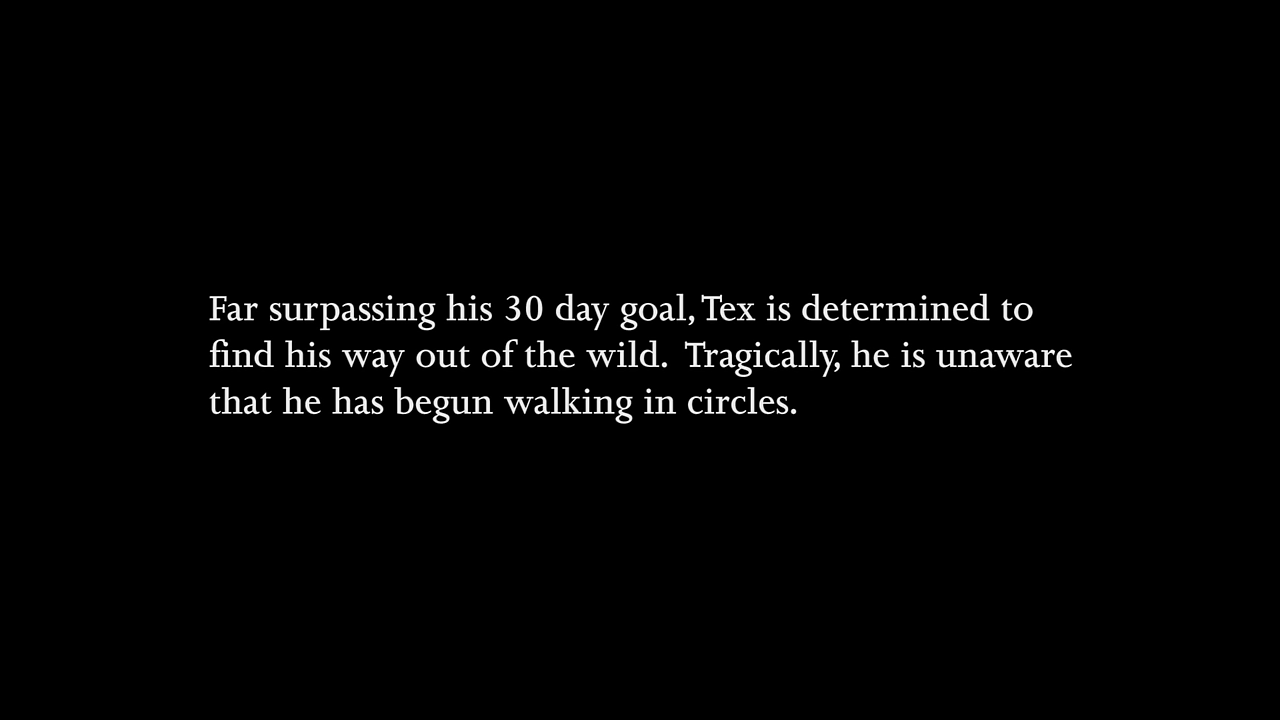 Far surpassing his 30 day goal, Tex is determined to
find his way out of the wild.  Tragically, he is unaware
that he has begun walking in circles.